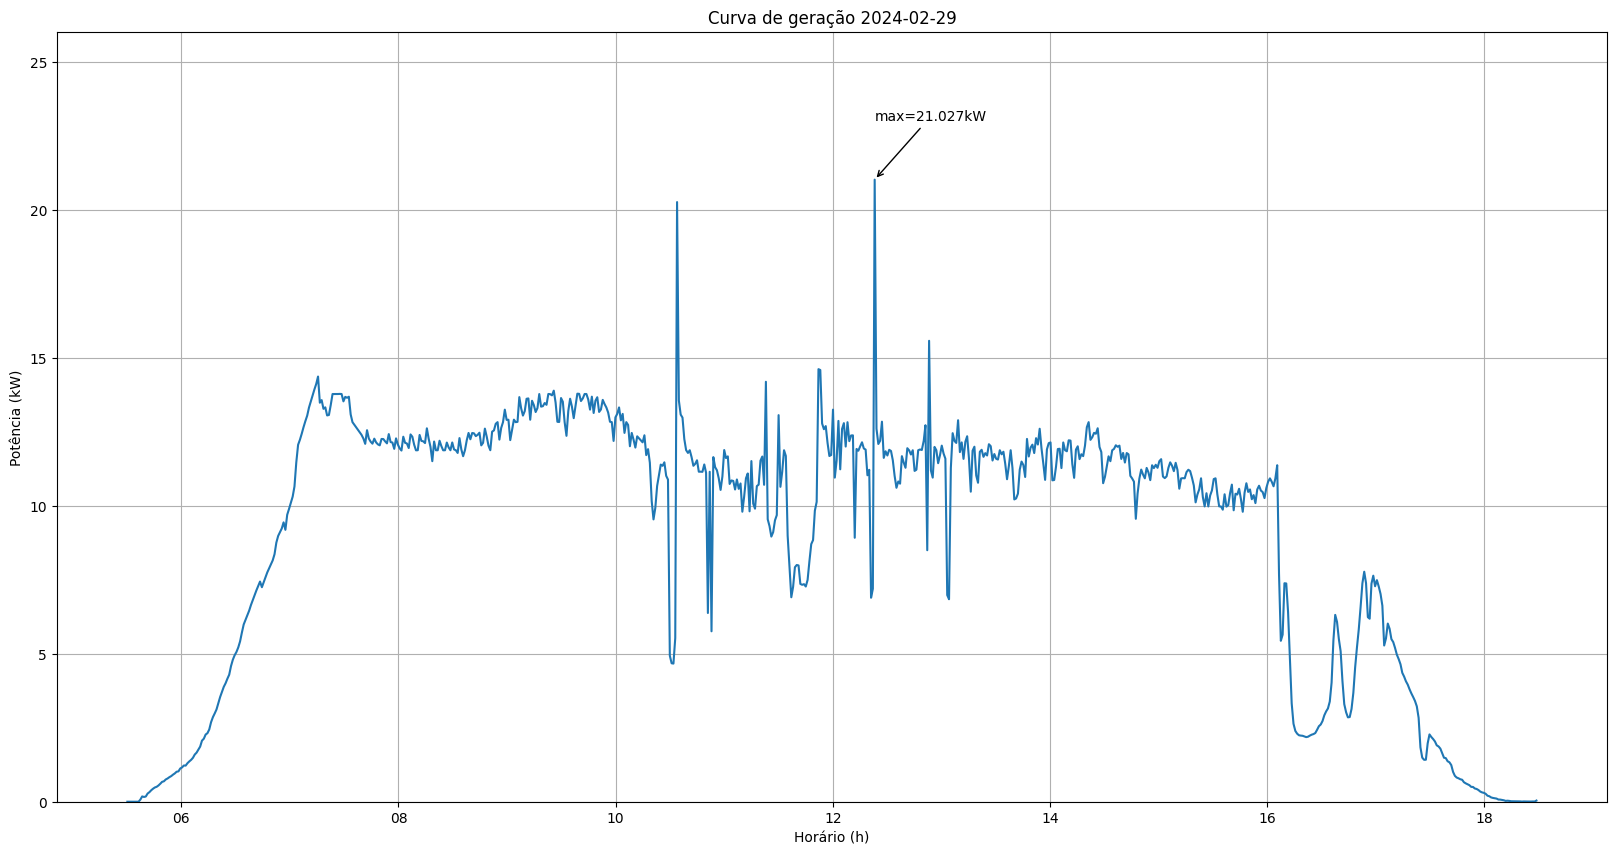 Curva de geração 2024-02-29
25
max=21.027kW
20
15
Potência (kW)
10
5
0
06 08 10 12 14 16 18
Horário (h)